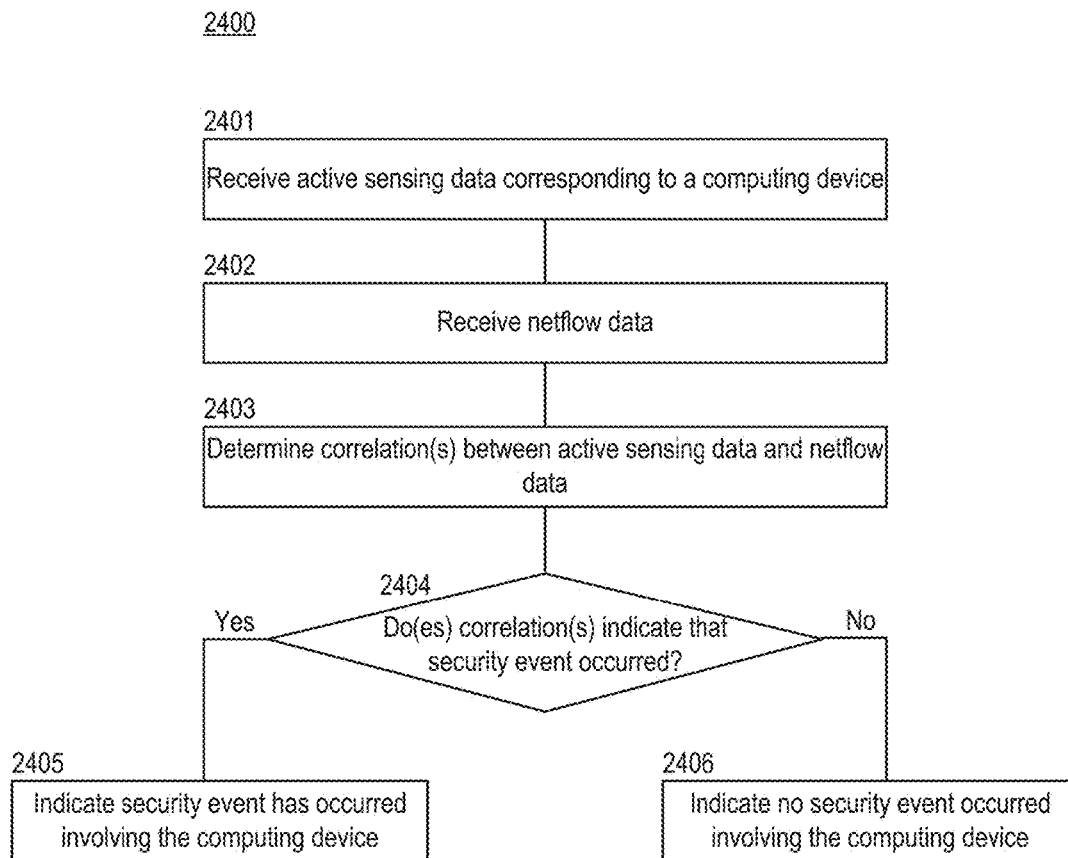 2400
2401
Receive active sensing data corresponding to a computing device
2402
Receive netflow data
2403
Determine correlation(s) between active sensing data and netflow
data
2404
Yes
No
Do(es) correlation(s) indicate that
security event occurred?
2405
Indicate security event has occurred
involving the computing device
2406
Indicate no security event occurred
involving the computing device